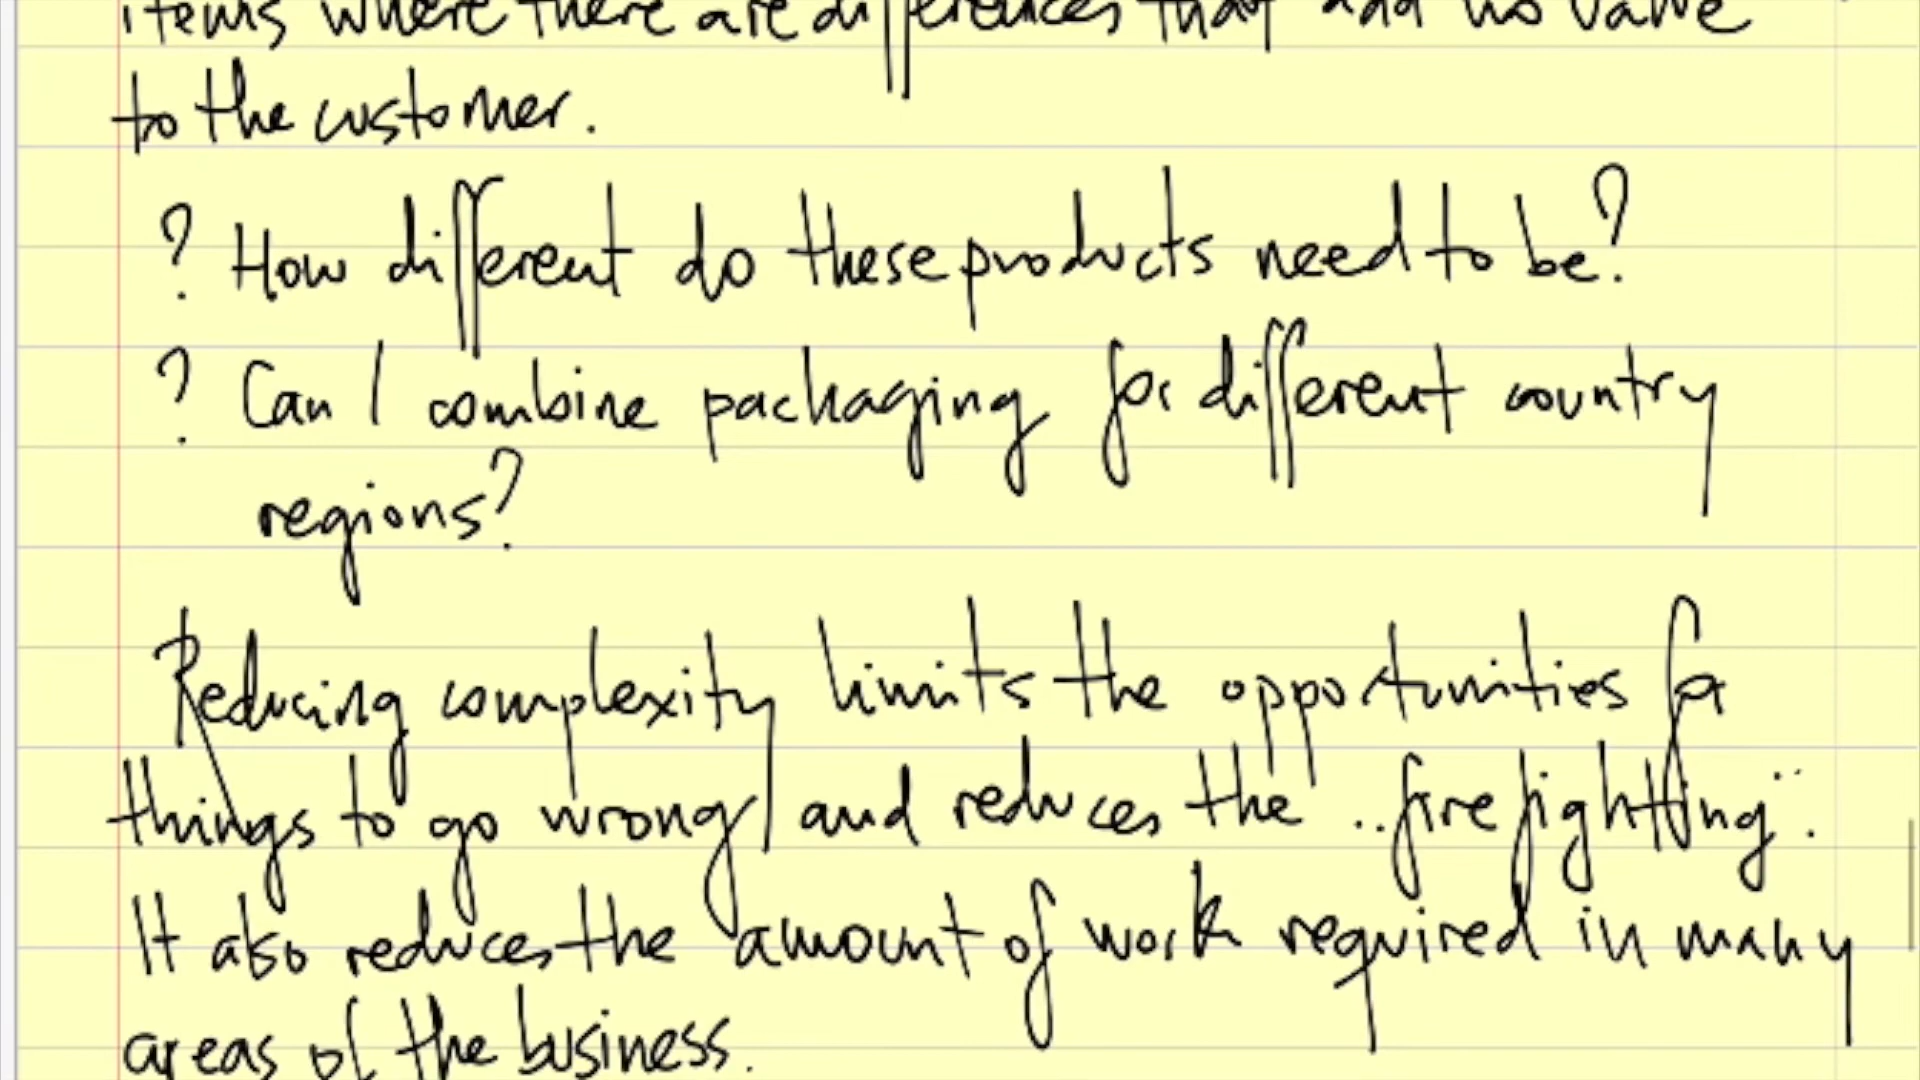 items where there are differences that add no value
to the customer.
? How different do these products need to be?
? Can I combine packaging for different country
regions?
Reducing complexity limits the opportunities for
things to go wrong and reduces the "firefighting".
It also reduces the amount of work required in many
areas of the business.